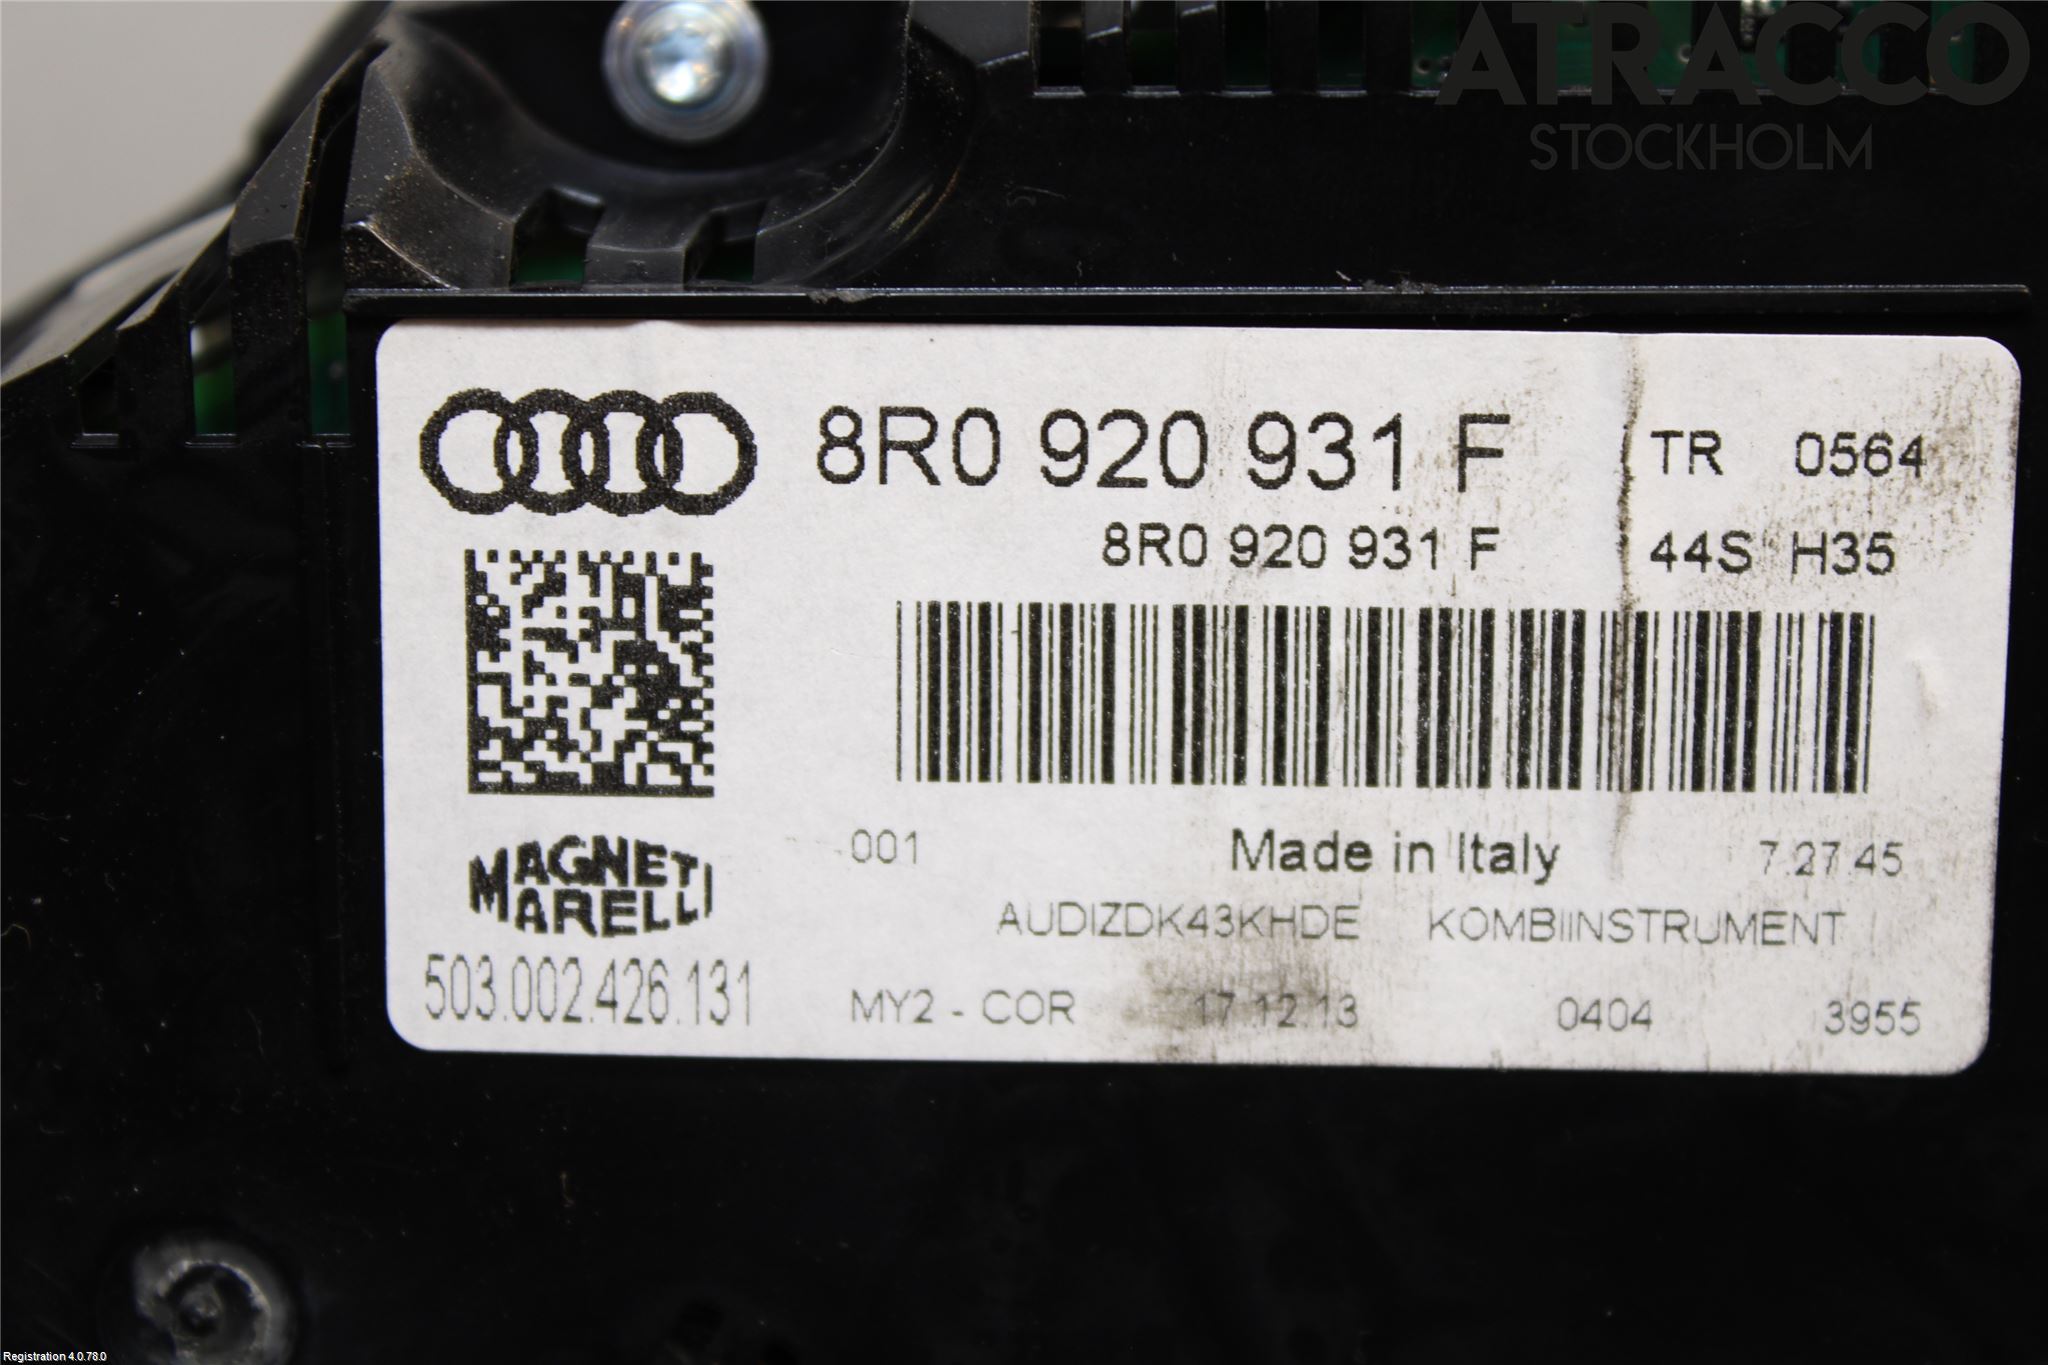 ATRACCO
STOCKHOLM
8R0 920 931 F TR 0564
8R0 920 931 F 44S H35
001 Made in Italy 7.27.45
MAGNETI
MARELLI
AUDIZDK43KHDE KOMBIINSTRUMENT
503.002.426.131 MY2 - COR 17.12.13 0404 3955
Registration 4.0.78.0